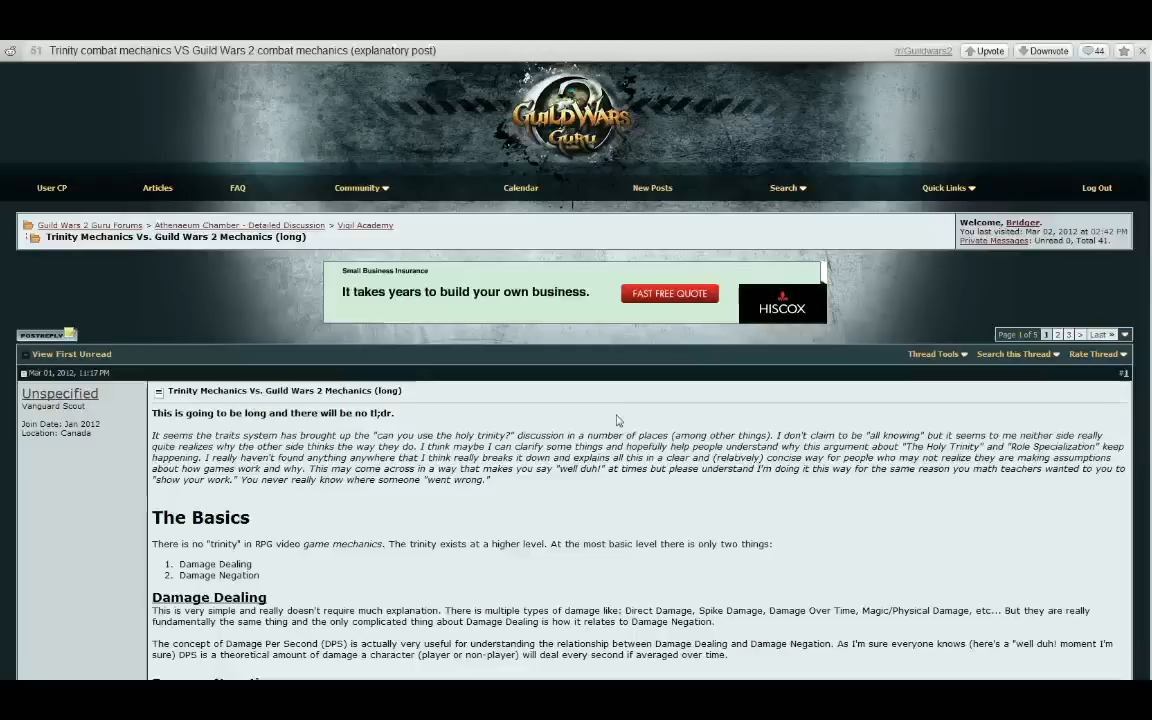 51 Trinity combat mechanics VS Guild Wars 2 combat mechanics (explanatory post)
/r/Guildwars2 Upvote Downvote 44
GUILD WARS
GURU
User CP Articles FAQ Community Calendar New Posts Search Quick Links Log Out
Guild Wars 2 Guru Forums > Athenaeum Chamber - Detailed Discussion > Vigil Academy
Trinity Mechanics Vs. Guild Wars 2 Mechanics (long)
Welcome, Bridger.
You last visited: Mar 02, 2012 at 02:42 PM
Private Messages: Unread 0, Total 41.
Small Business Insurance
It takes years to build your own business.
FAST FREE QUOTE
HISCOX
POSTREPLY
Page 1 of 5 1 2 3 > Last »
View First Unread
Thread Tools Search this Thread Rate Thread
Mar 01, 2012, 11:17 PM
#1
Unspecified
Vanguard Scout
Join Date: Jan 2012
Location: Canada
Trinity Mechanics Vs. Guild Wars 2 Mechanics (long)
This is going to be long and there will be no tl;dr.
It seems the traits system has brought up the "can you use the holy trinity?" discussion in a number of places (among other things). I don't claim to be "all knowing" but it seems to me neither side really
quite realizes why the other side thinks the way they do. I think maybe I can clarify some things and hopefully help people understand why this argument about "The Holy Trinity" and "Role Specialization" keep
happening. I really haven't found anything anywhere that I think really breaks it down and explains all this in a clear and (relatively) concise way for people who may not realize they are making assumptions
about how games work and why. This may come across in a way that makes you say "well duh!" at times but please understand I'm doing it this way for the same reason you math teachers wanted you to
"show your work." You never really know where someone "went wrong."
The Basics
There is no "trinity" in RPG video game mechanics. The trinity exists at a higher level. At the most basic level there is only two things:
1. Damage Dealing
2. Damage Negation
Damage Dealing
This is very simple and really doesn't require much explanation. There is multiple types of damage like: Direct Damage, Spike Damage, Damage Over Time, Magic/Physical Damage, etc... But they are really
fundamentally the same thing and the only complicated thing about Damage Dealing is how it relates to Damage Negation.
The concept of Damage Per Second (DPS) is actually very useful for understanding the relationship between Damage Dealing and Damage Negation. As I'm sure everyone knows (here's a "well duh! moment I'm
sure) DPS is a theoretical amount of damage a character (player or non-player) will deal every second if averaged over time.